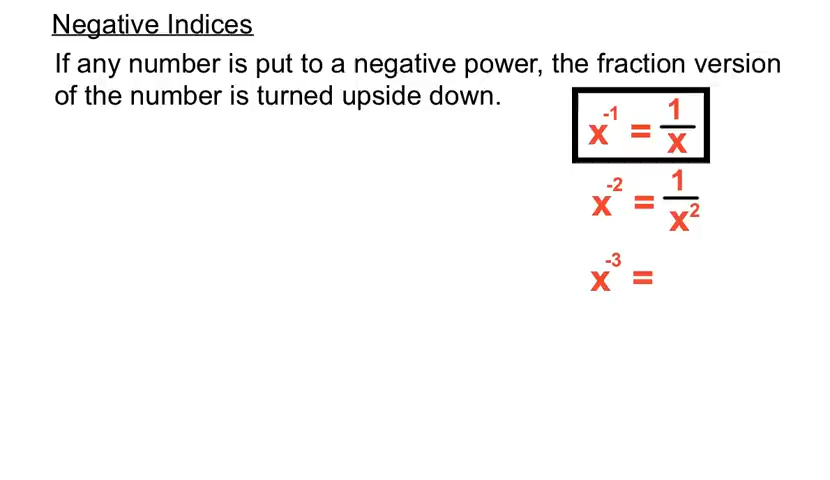 Negative Indices
If any number is put to a negative power, the fraction version
of the number is turned upside down.
x⁻¹ = 1/x
x⁻² = 1/x²
x⁻³ =